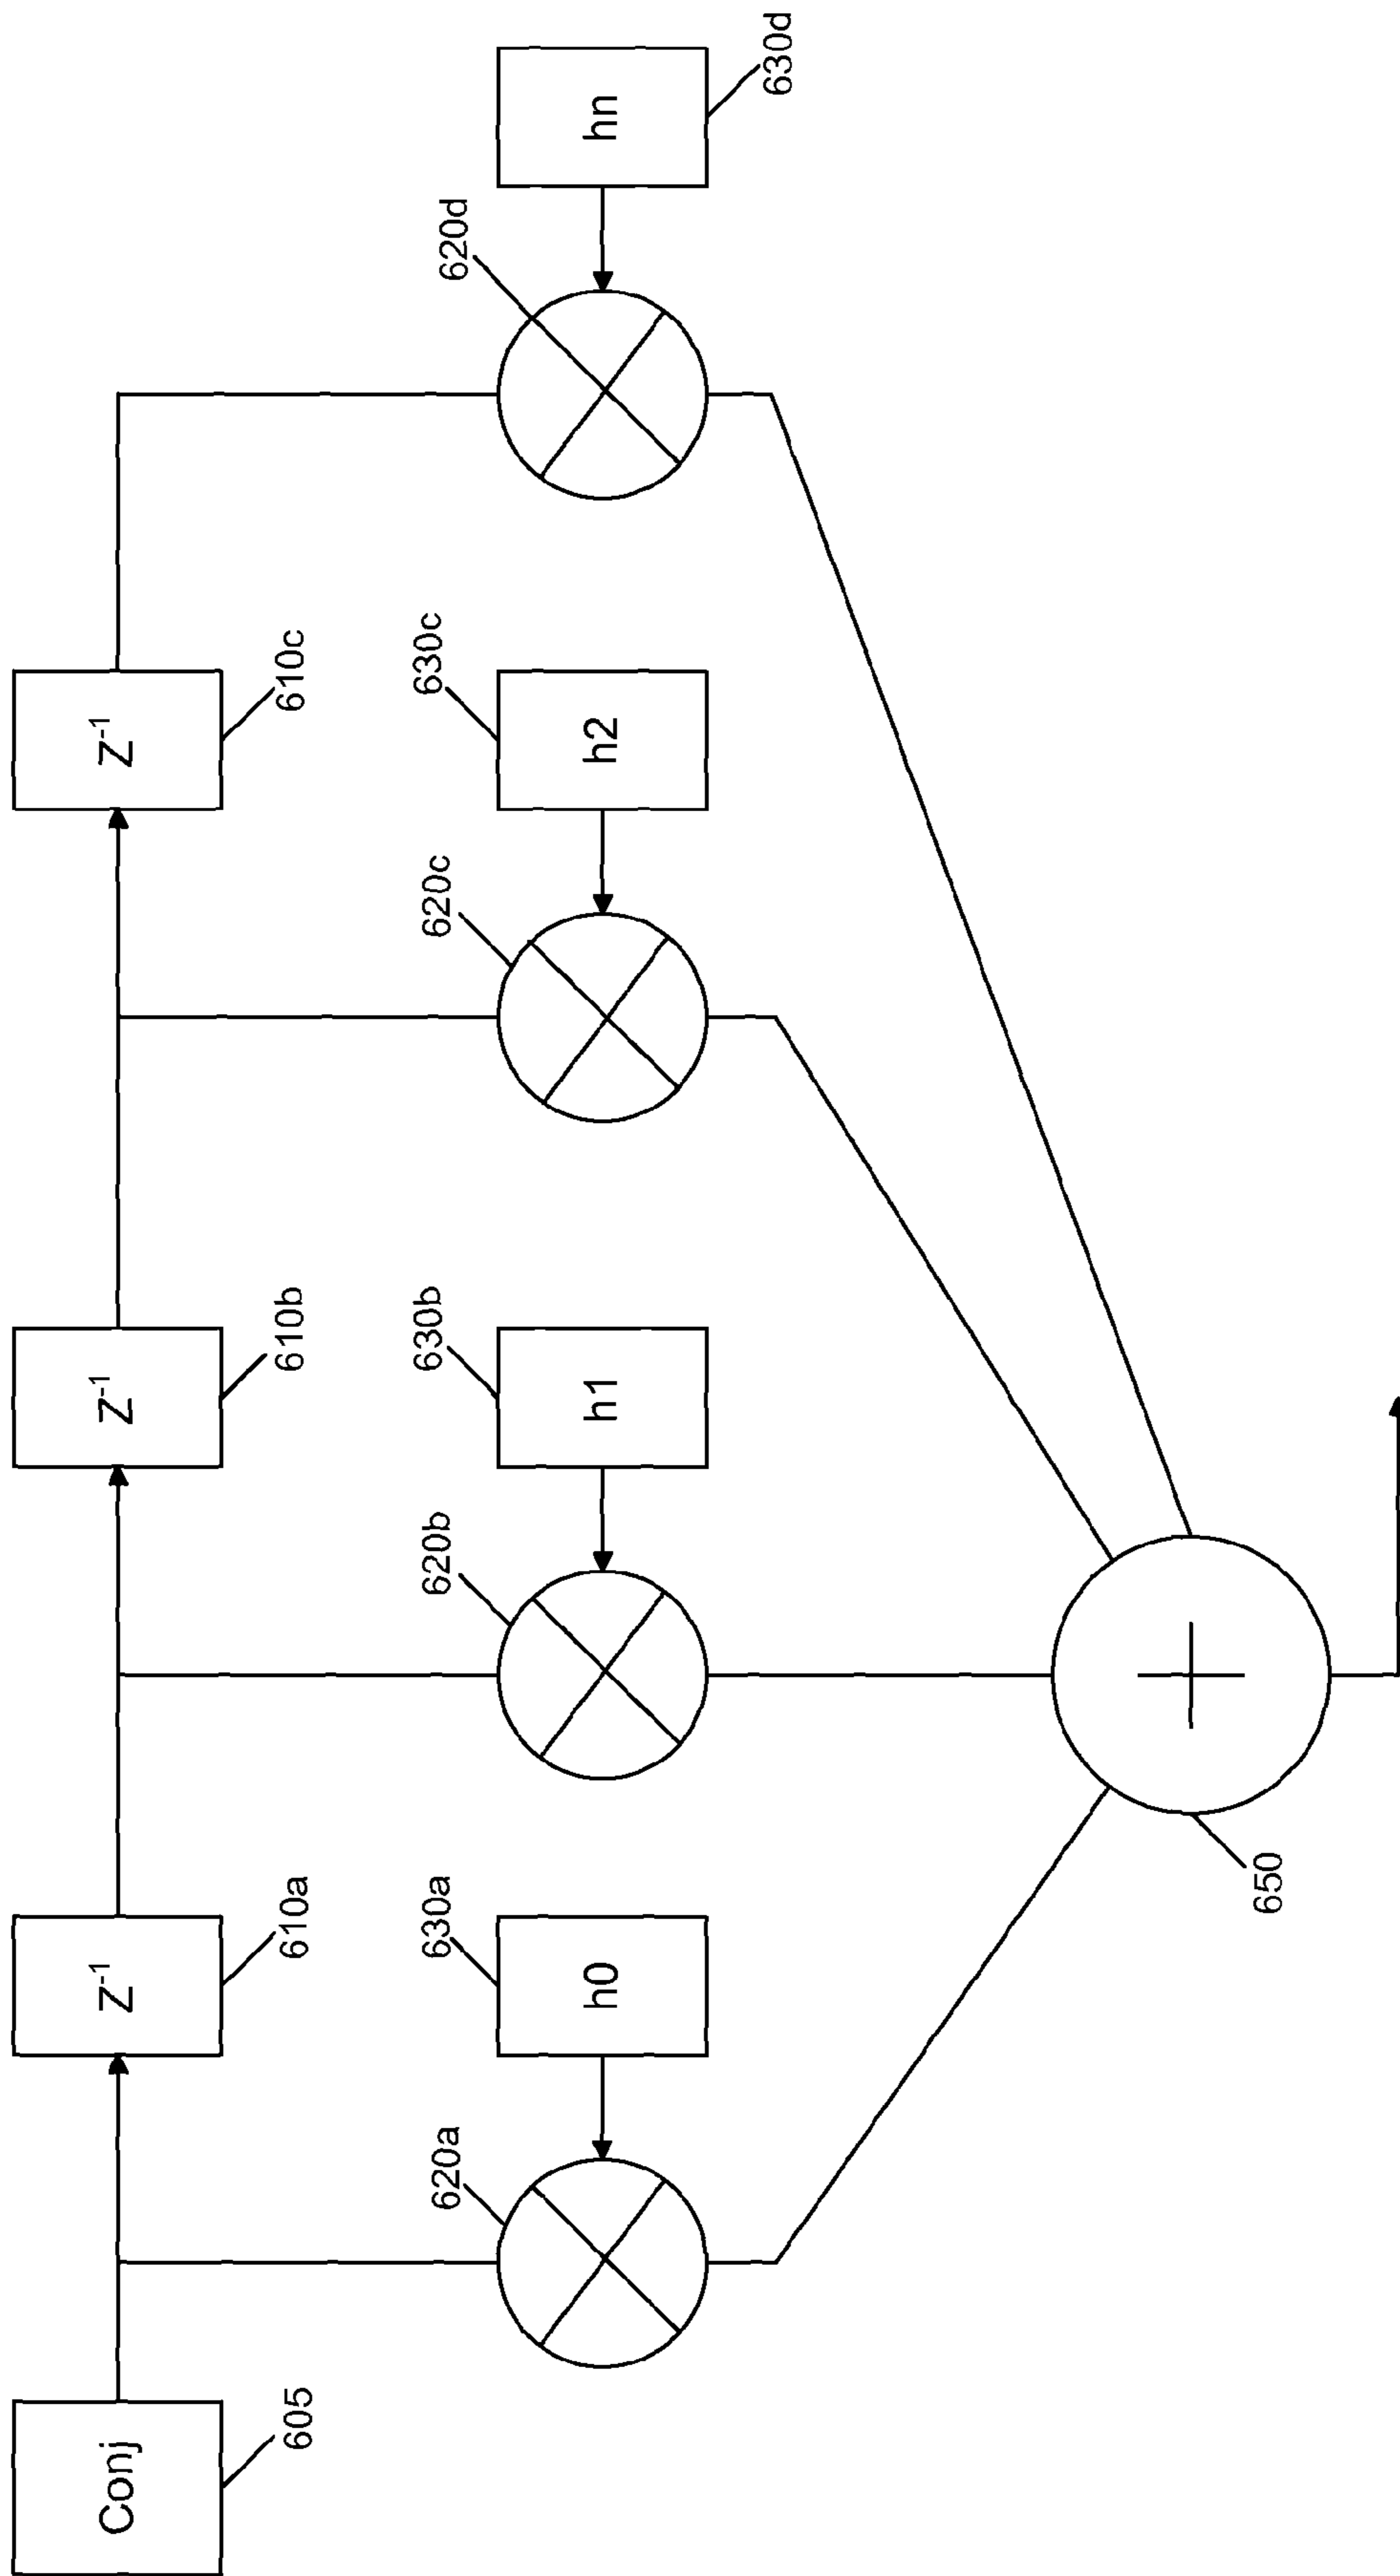 Conj
605
Z⁻¹
610a
Z⁻¹
610b
Z⁻¹
610c
620a
h0
630a
620b
h1
630b
620c
h2
630c
620d
hn
630d
+
650